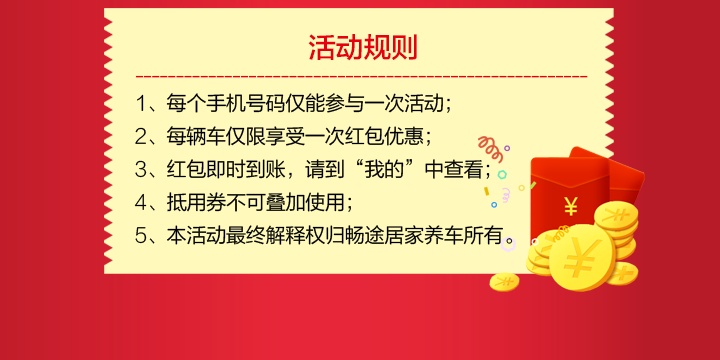 活动规则
1、每个手机号码仅能参与一次活动；
2、每辆车仅限享受一次红包优惠；
3、红包即时到账，请到“我的”中查看；
4、抵用券不可叠加使用；
5、本活动最终解释权归畅途居家养车所有。
¥
¥